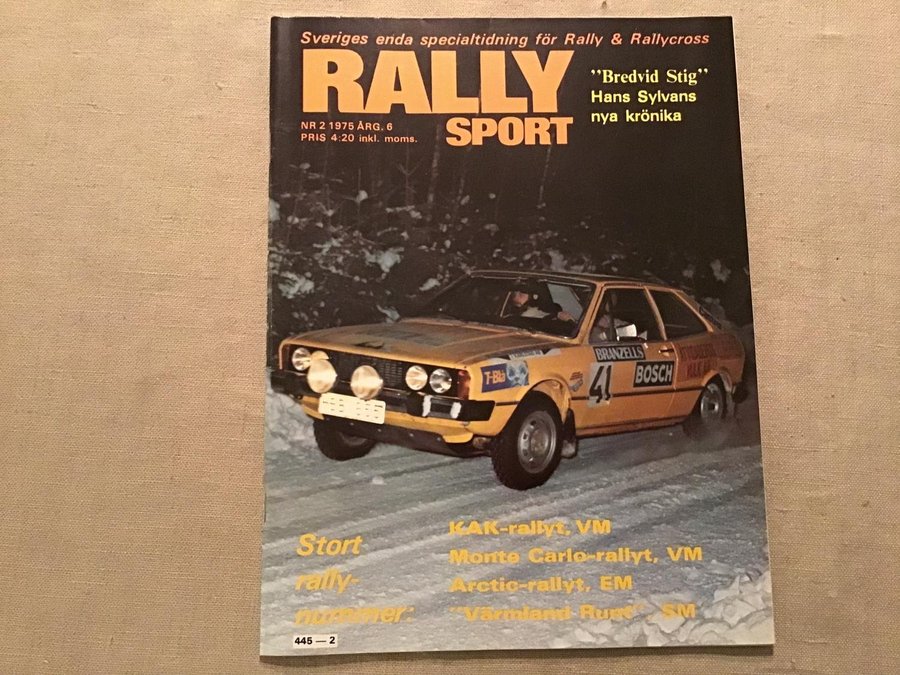 Sveriges enda specialtidning för Rally & Rallycross
RALLY
SPORT
NR 2 1975 ÅRG. 6
PRIS 4:20 inkl. moms.
"Bredvid Stig"
Hans Sylvans
nya krönika
T-Blå
BRANZELLS
41
BOSCH
Stort
rally-
nummer:
KAK-rallyt, VM
Monte Carlo-rallyt, VM
Arctic-rallyt, EM
"Värmland Runt", SM
445 — 2